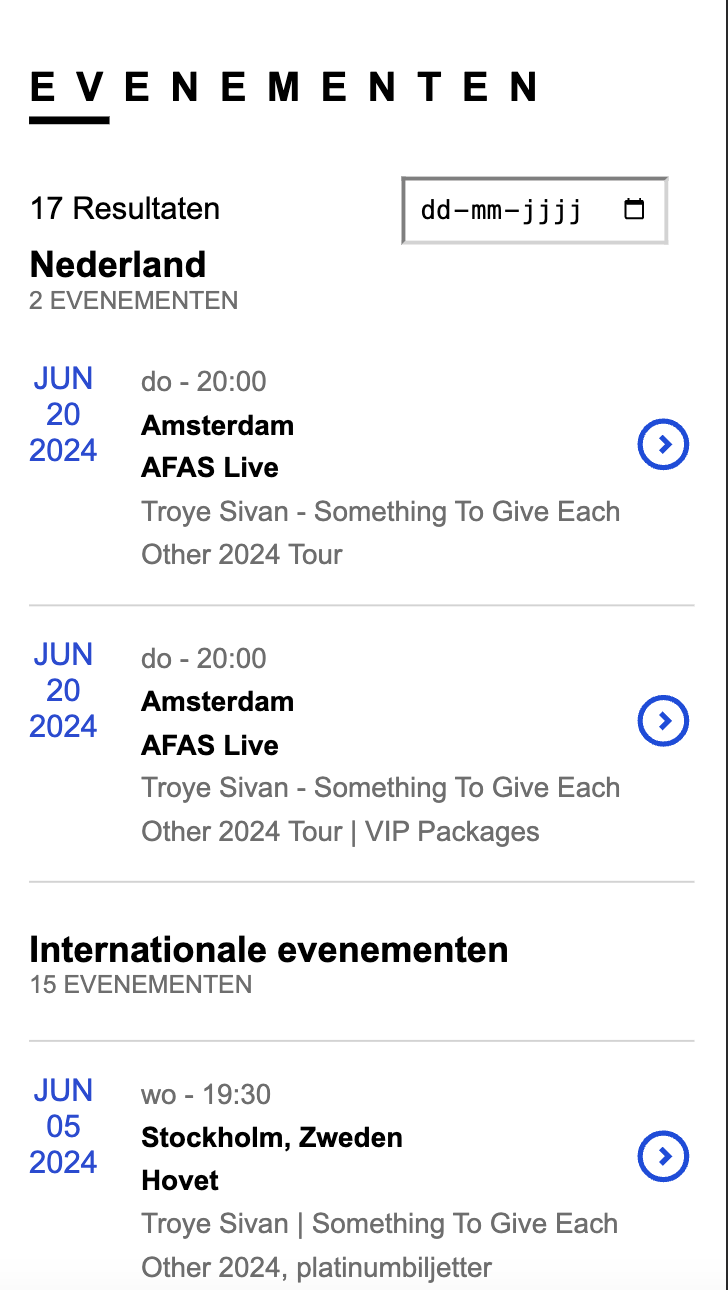 EVENEMENTEN
17 Resultaten
dd-mm-jjjj
Nederland
2 EVENEMENTEN
JUN
20
2024
do - 20:00
Amsterdam
AFAS Live
Troye Sivan - Something To Give Each
Other 2024 Tour
JUN
20
2024
do - 20:00
Amsterdam
AFAS Live
Troye Sivan - Something To Give Each
Other 2024 Tour | VIP Packages
Internationale evenementen
15 EVENEMENTEN
JUN
05
2024
wo - 19:30
Stockholm, Zweden
Hovet
Troye Sivan | Something To Give Each
Other 2024, platinumbiljetter